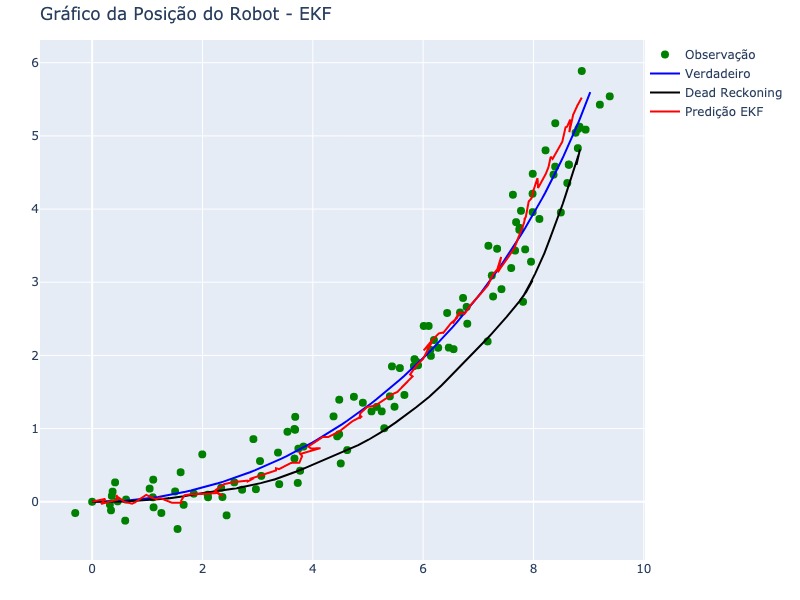 Gráfico da Posição do Robot - EKF
Observação
Verdadeiro
Dead Reckoning
Predição EKF
6
5
4
3
2
1
0
0 2 4 6 8 10